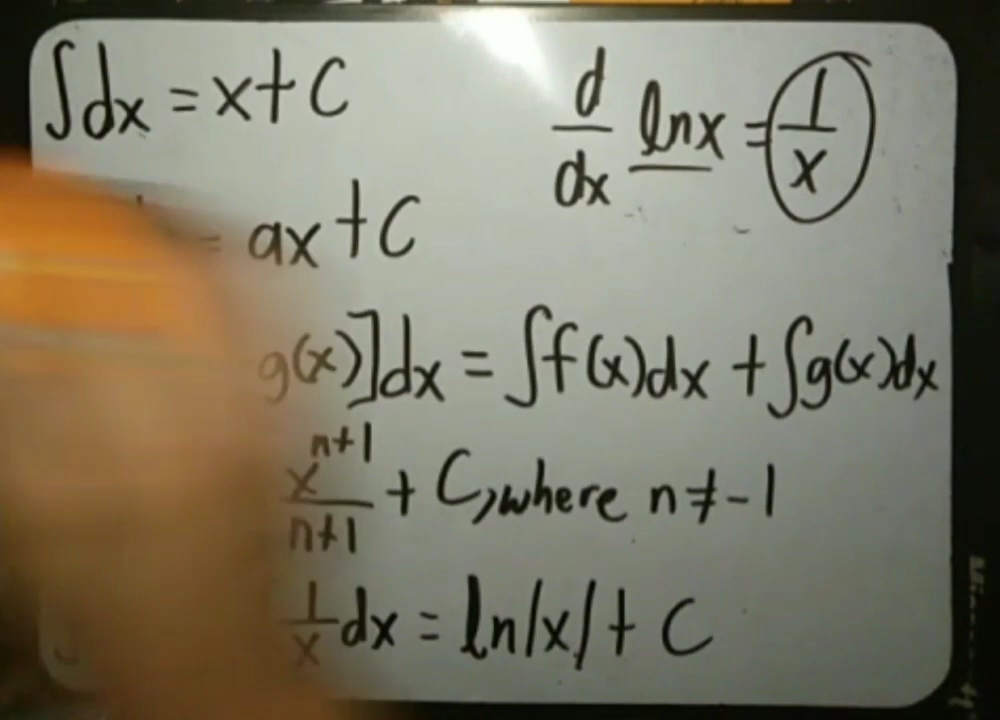 ∫dx = x + C
d/dx ln x = 1/x
= ax + C
g(x)]dx = ∫f(x)dx + ∫g(x)dx
x^(n+1)/(n+1) + C, where n ≠ -1
1/x dx = ln|x| + C